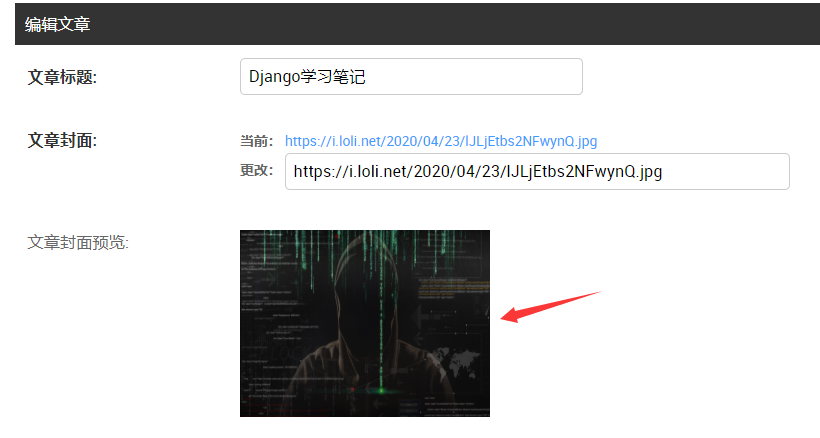 编辑文章
文章标题:
Django学习笔记
文章封面:
当前: https://i.loli.net/2020/04/23/lJLjEtbs2NFwynQ.jpg
更改: https://i.loli.net/2020/04/23/lJLjEtbs2NFwynQ.jpg
文章封面预览: